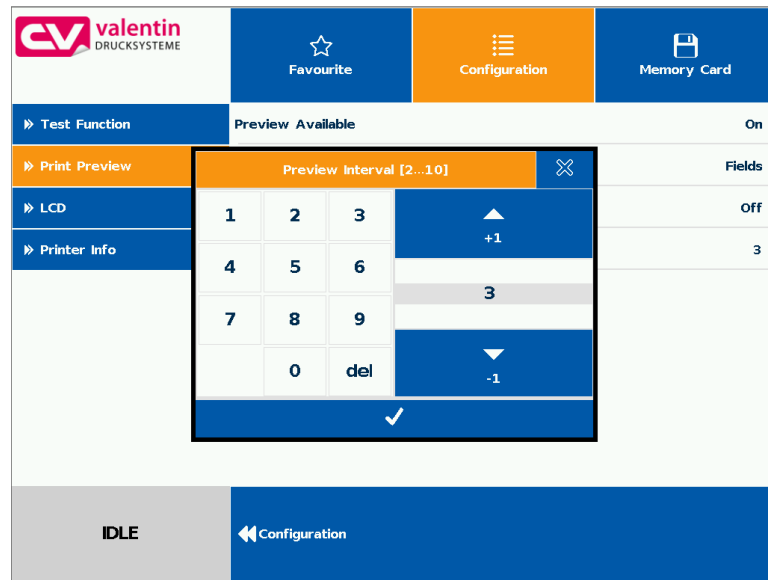 valentin
DRUCKSYSTEME
Favourite
Configuration
Memory Card
Test Function
Preview Available
On
Print Preview
Fields
LCD
Off
Printer Info
3
Preview Interval [2...10]
1 2 3
+1
4 5 6
3
7 8 9
0 del
-1
IDLE
Configuration